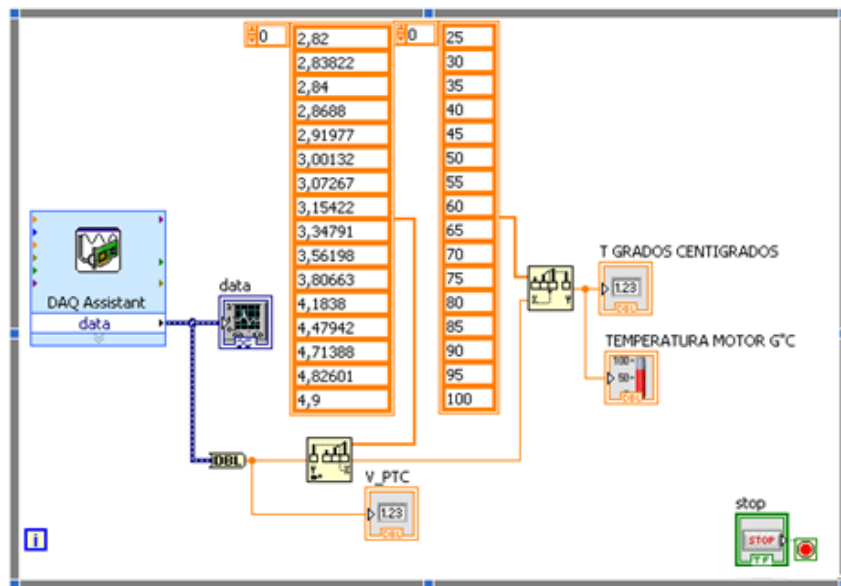 0
2,82
2,83822
2,84
2,8688
2,91977
3,00132
3,07267
3,15422
3,34791
3,56198
3,80663
4,1838
4,47942
4,71388
4,82601
4,9
0
25
30
35
40
45
50
55
60
65
70
75
80
85
90
95
100
DAQ Assistant
data
data
DBL
V_PTC
1.23
DBL
T GRADOS CENTIGRADOS
1.23
DBL
TEMPERATURA MOTOR G°C
100-
50-
DBL
stop
STOP
TF
i